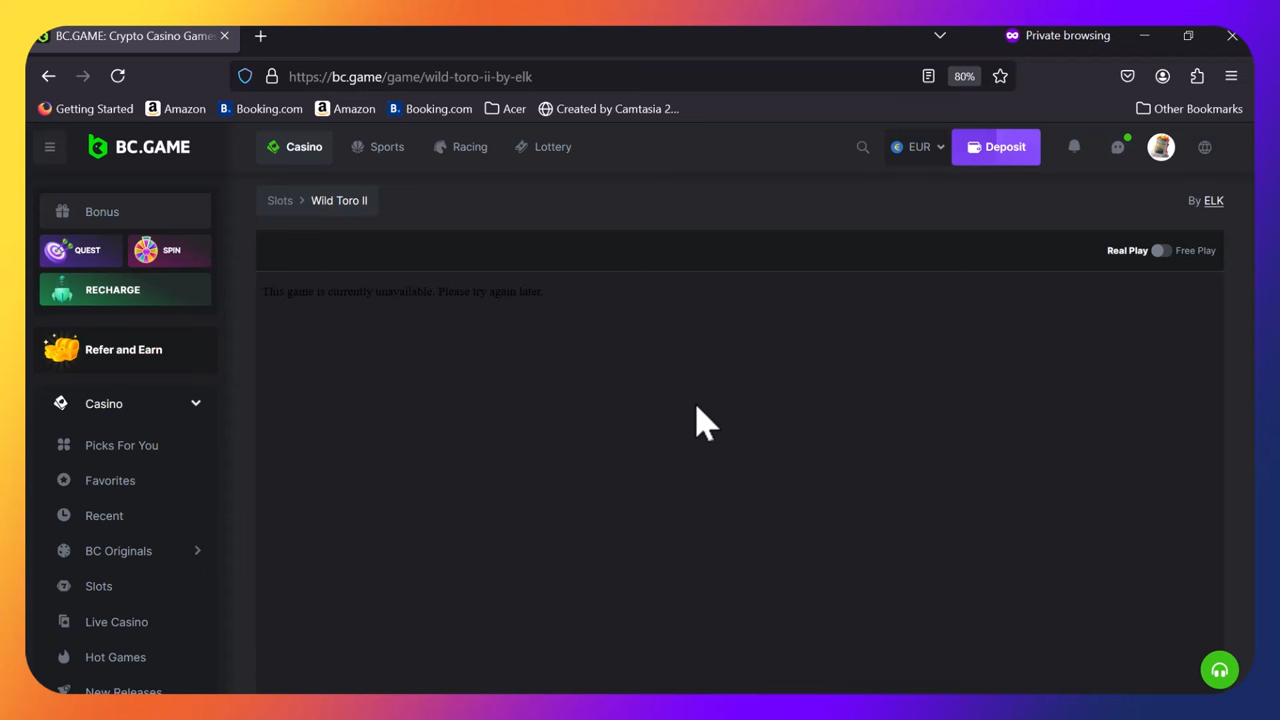 BC.GAME: Crypto Casino Games
Private browsing
https://bc.game/game/wild-toro-ii-by-elk
80%
Getting Started
Amazon
Booking.com
Amazon
Booking.com
Acer
Created by Camtasia 2...
Other Bookmarks
BC.GAME
Casino
Sports
Racing
Lottery
EUR
Deposit
Bonus
QUEST
SPIN
RECHARGE
Refer and Earn
Casino
Picks For You
Favorites
Recent
BC Originals
Slots
Live Casino
Hot Games
New Releases
Slots > Wild Toro II
By ELK
Real Play
Free Play
This game is currently unavailable. Please try again later.